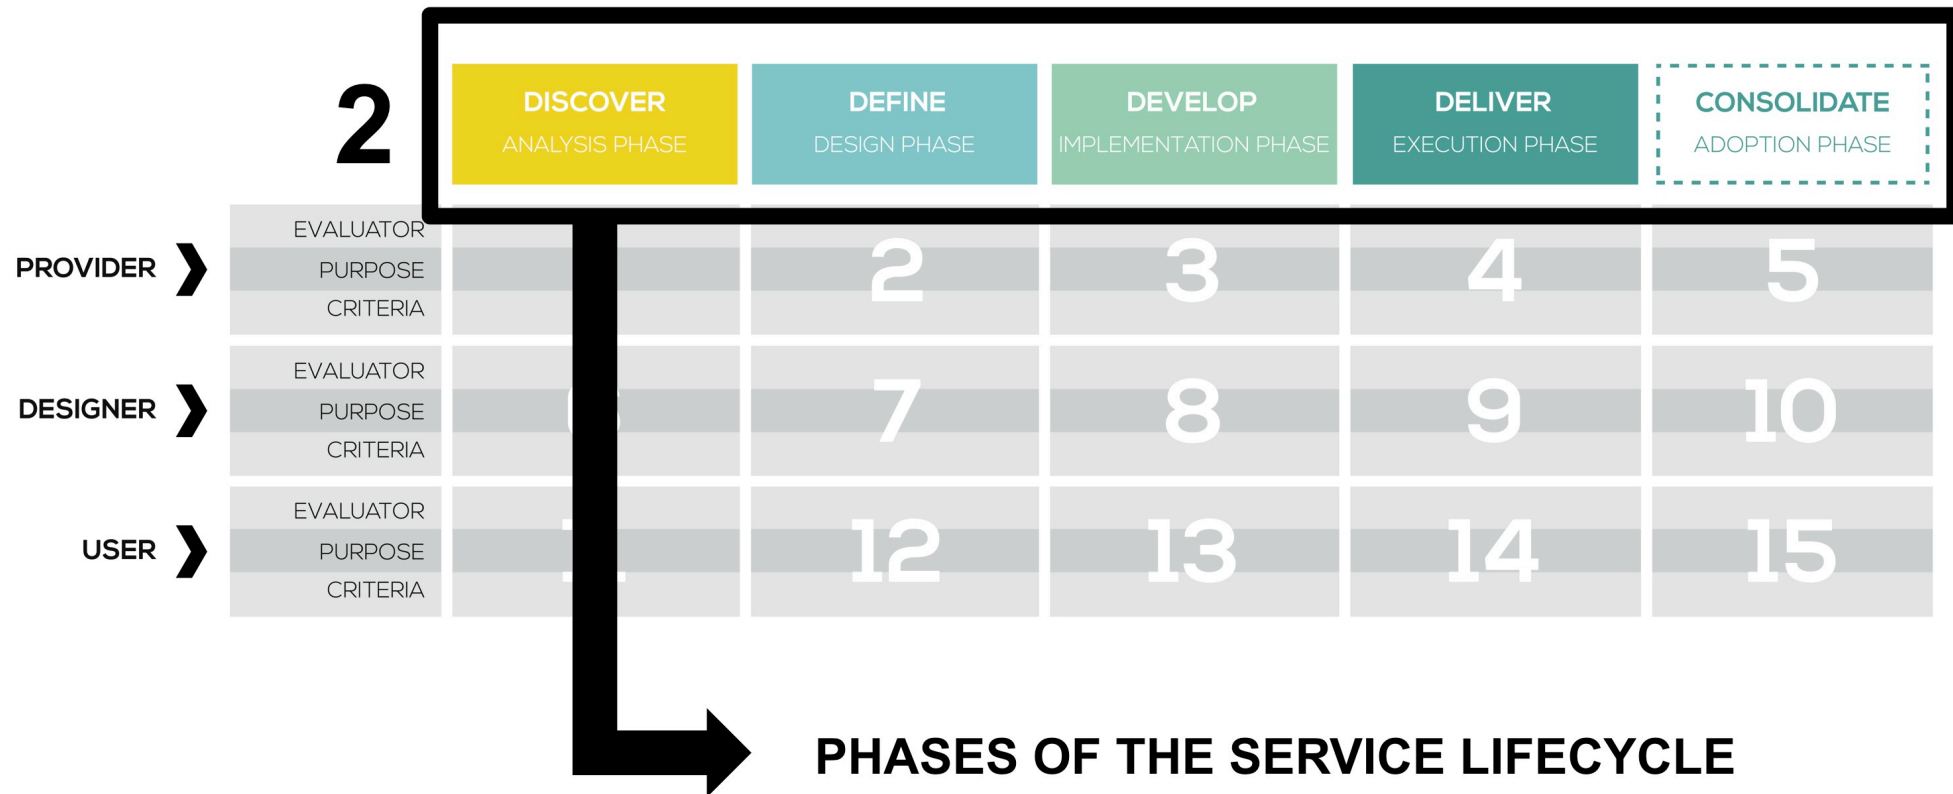 2
DISCOVER
ANALYSIS PHASE
DEFINE
DESIGN PHASE
DEVELOP
IMPLEMENTATION PHASE
DELIVER
EXECUTION PHASE
CONSOLIDATE
ADOPTION PHASE
PROVIDER
EVALUATOR
PURPOSE
CRITERIA
2
3
4
5
DESIGNER
EVALUATOR
PURPOSE
CRITERIA
7
8
9
10
USER
EVALUATOR
PURPOSE
CRITERIA
12
13
14
15
PHASES OF THE SERVICE LIFECYCLE